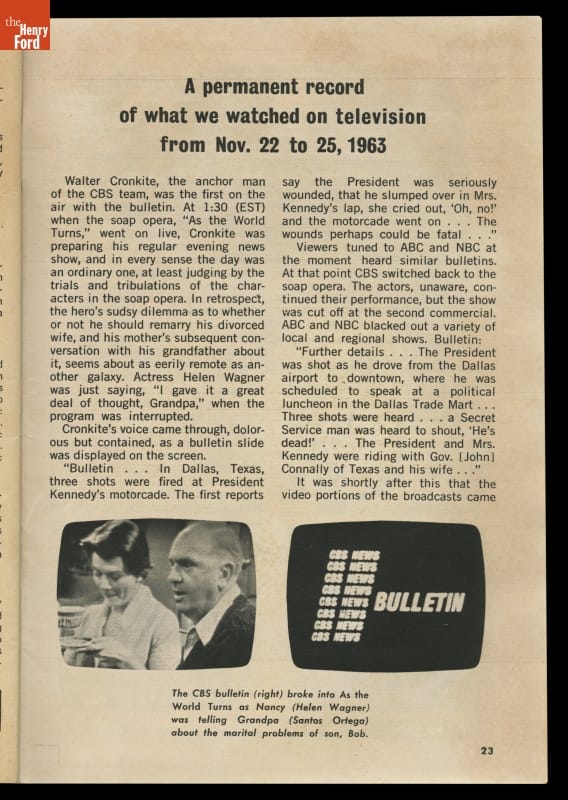 the
Henry
Ford
A permanent record
of what we watched on television
from Nov. 22 to 25, 1963
Walter Cronkite, the anchor man
of the CBS team, was the first on the
air with the bulletin. At 1:30 (EST)
when the soap opera, "As the World
Turns," went on live, Cronkite was
preparing his regular evening news
show, and in every sense the day was
an ordinary one, at least judging by the
trials and tribulations of the char-
acters in the soap opera. In retrospect,
the hero's sudsy dilemma as to whether
or not he should remarry his divorced
wife, and his mother's subsequent con-
versation with his grandfather about
it, seems about as eerily remote as an-
other galaxy. Actress Helen Wagner
was just saying, "I gave it a great
deal of thought, Grandpa," when the
program was interrupted.
Cronkite's voice came through, dolor-
ous but contained, as a bulletin slide
was displayed on the screen.
"Bulletin . . . In Dallas, Texas,
three shots were fired at President
Kennedy's motorcade. The first reports
say the President was seriously
wounded, that he slumped over in Mrs.
Kennedy's lap, she cried out, 'Oh, no!'
and the motorcade went on . . . The
wounds perhaps could be fatal . . ."
Viewers tuned to ABC and NBC at
the moment heard similar bulletins.
At that point CBS switched back to the
soap opera. The actors, unaware, con-
tinued their performance, but the show
was cut off at the second commercial.
ABC and NBC blacked out a variety of
local and regional shows. Bulletin:
"Further details . . . The President
was shot as he drove from the Dallas
airport to downtown, where he was
scheduled to speak at a political
luncheon in the Dallas Trade Mart . . .
Three shots were heard . . . a Secret
Service man was heard to shout, 'He's
dead!' . . . The President and Mrs.
Kennedy were riding with Gov. [John]
Connally of Texas and his wife . . ."
It was shortly after this that the
video portions of the broadcasts came
CBS NEWS
CBS NEWS
CBS NEWS
CBS NEWS
CBS NEWS BULLETIN
CBS NEWS
CBS NEWS
CBS NEWS
The CBS bulletin (right) broke into As the
World Turns as Nancy (Helen Wagner)
was telling Grandpa (Santos Ortega)
about the marital problems of son, Bob.
23